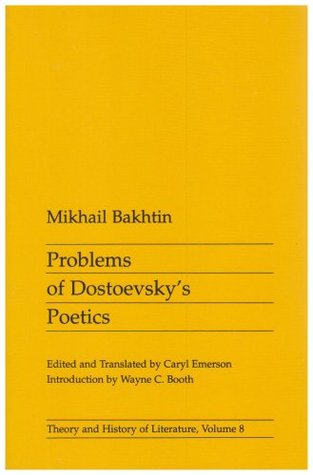 Mikhail Bakhtin
Problems
of Dostoevsky's
Poetics
Edited and Translated by Caryl Emerson
Introduction by Wayne C. Booth
Theory and History of Literature, Volume 8